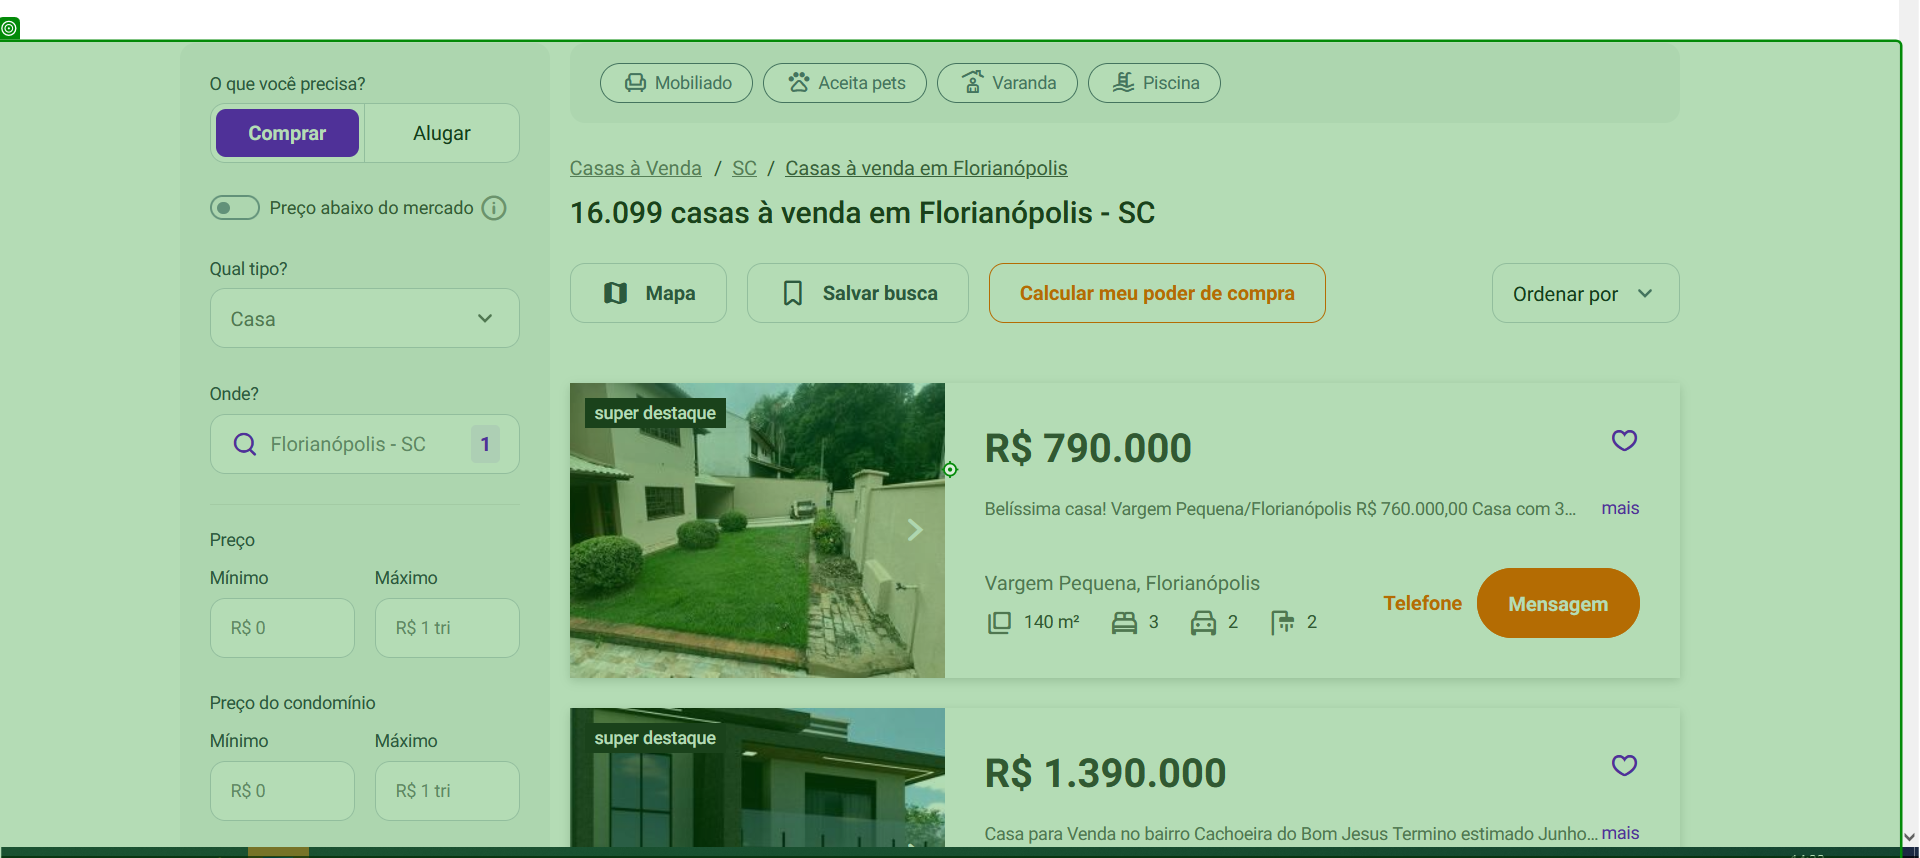 O que você precisa?
Comprar
Alugar
Preço abaixo do mercado
Qual tipo?
Casa
Onde?
Florianópolis - SC
1
Preço
Mínimo
Máximo
R$ 0
R$ 1 tri
Preço do condomínio
Mínimo
Máximo
R$ 0
R$ 1 tri
Mobiliado
Aceita pets
Varanda
Piscina
Casas à Venda / SC / Casas à venda em Florianópolis
16.099 casas à venda em Florianópolis - SC
Mapa
Salvar busca
Calcular meu poder de compra
Ordenar por
super destaque
R$ 790.000
Belíssima casa! Vargem Pequena/Florianópolis R$ 760.000,00 Casa com 3... mais
Vargem Pequena, Florianópolis
140 m²
3
2
2
Telefone
Mensagem
super destaque
R$ 1.390.000
Casa para Venda no bairro Cachoeira do Bom Jesus Termino estimado Junho... mais